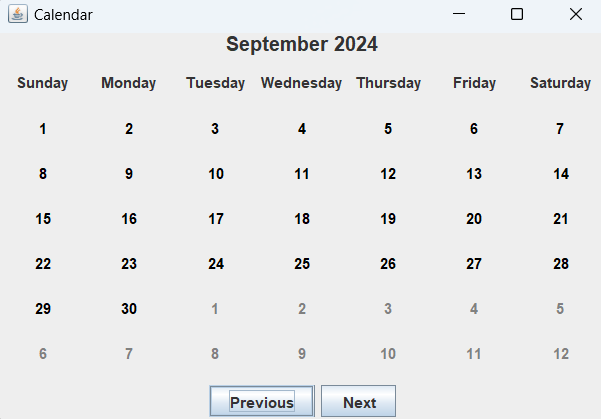 Calendar
September 2024
Sunday Monday Tuesday Wednesday Thursday Friday Saturday
1 2 3 4 5 6 7
8 9 10 11 12 13 14
15 16 17 18 19 20 21
22 23 24 25 26 27 28
29 30 1 2 3 4 5
6 7 8 9 10 11 12
Previous Next